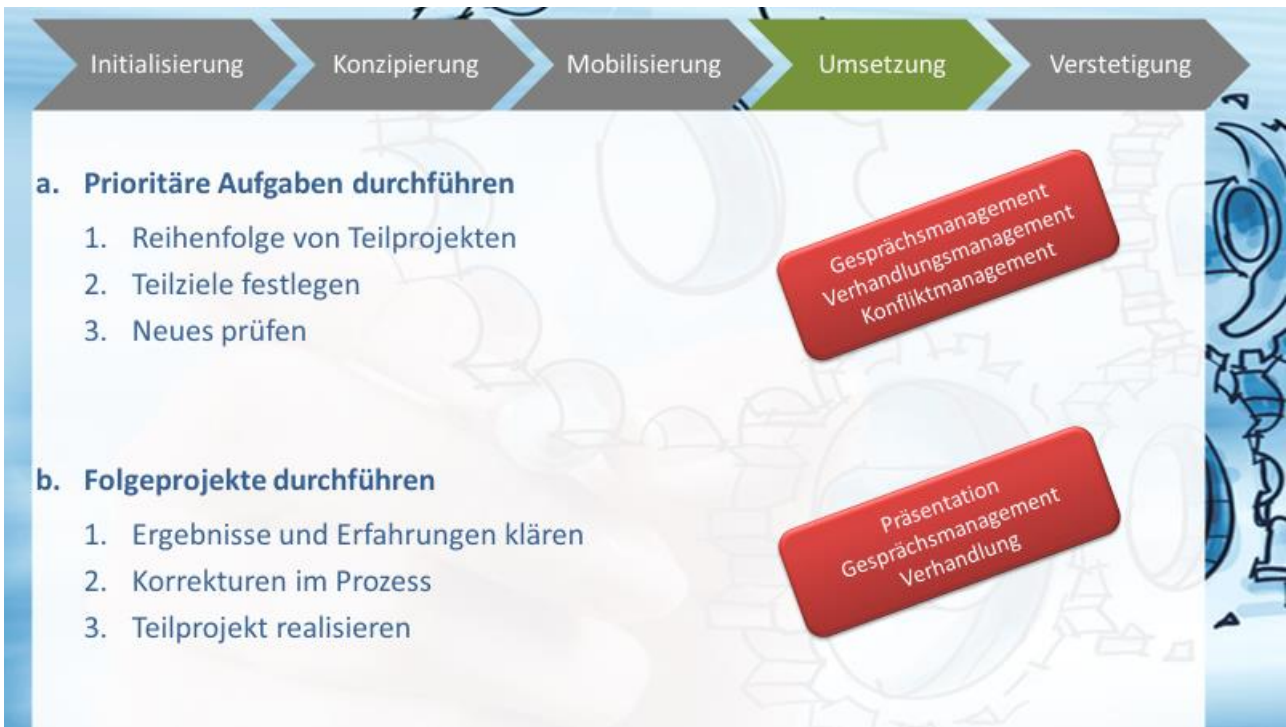 Initialisierung
Konzipierung
Mobilisierung
Umsetzung
Verstetigung
a. Prioritäre Aufgaben durchführen
1. Reihenfolge von Teilprojekten
2. Teilziele festlegen
3. Neues prüfen
Gesprächsmanagement
Verhandlungsmanagement
Konfliktmanagement
b. Folgeprojekte durchführen
1. Ergebnisse und Erfahrungen klären
2. Korrekturen im Prozess
3. Teilprojekt realisieren
Präsentation
Gesprächsmanagement
Verhandlung